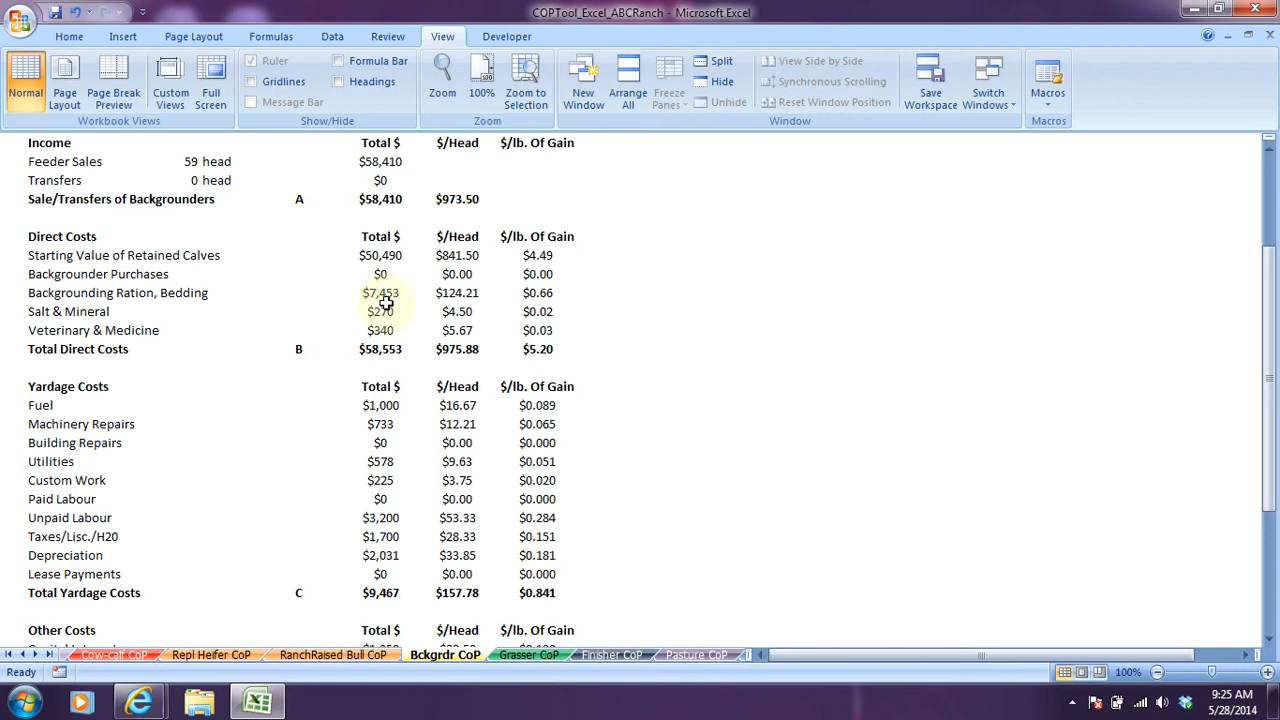 COPTool_Excel_ABCRanch - Microsoft Excel
Home Insert Page Layout Formulas Data Review View Developer
Normal
Page Layout
Page Break Preview
Custom Views
Full Screen
Workbook Views
Ruler
Gridlines
Message Bar
Formula Bar
Headings
Show/Hide
Zoom
100%
Zoom to Selection
Zoom
New Window
Arrange All
Freeze Panes
Split
Hide
Unhide
View Side by Side
Synchronous Scrolling
Reset Window Position
Window
Save Workspace
Switch Windows
Macros
Macros
Income Total $ $/Head $/lb. Of Gain
Feeder Sales 59 head $58,410
Transfers 0 head $0
Sale/Transfers of Backgrounders A $58,410 $973.50
Direct Costs Total $ $/Head $/lb. Of Gain
Starting Value of Retained Calves $50,490 $841.50 $4.49
Backgrounder Purchases $0 $0.00 $0.00
Backgrounding Ration, Bedding $7,453 $124.21 $0.66
Salt & Mineral $270 $4.50 $0.02
Veterinary & Medicine $340 $5.67 $0.03
Total Direct Costs B $58,553 $975.88 $5.20
Yardage Costs Total $ $/Head $/lb. Of Gain
Fuel $1,000 $16.67 $0.089
Machinery Repairs $733 $12.21 $0.065
Building Repairs $0 $0.00 $0.000
Utilities $578 $9.63 $0.051
Custom Work $225 $3.75 $0.020
Paid Labour $0 $0.00 $0.000
Unpaid Labour $3,200 $53.33 $0.284
Taxes/Lisc./H20 $1,700 $28.33 $0.151
Depreciation $2,031 $33.85 $0.181
Lease Payments $0 $0.00 $0.000
Total Yardage Costs C $9,467 $157.78 $0.841
Other Costs Total $ $/Head $/lb. Of Gain
Cow-calf CoP Repl Heifer CoP RanchRaised Bull CoP Bckgrdr CoP Grasser CoP Finisher CoP Pasture CoP
Ready 100%
9:25 AM
5/28/2014